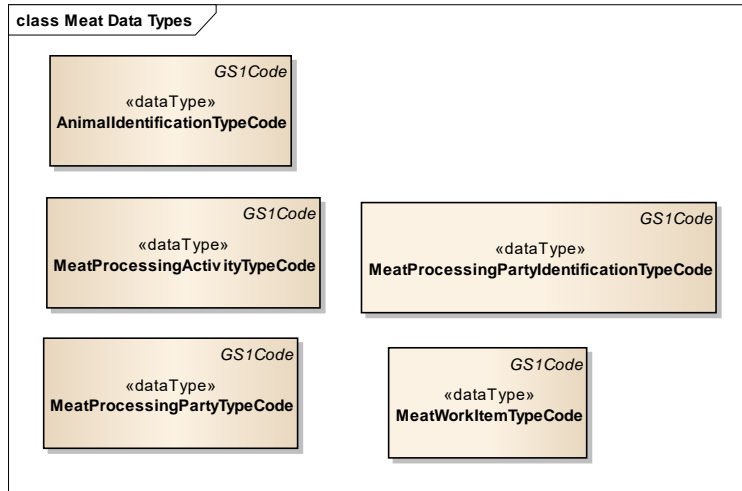 class Meat Data Types
GS1Code
«dataType»
AnimalIdentificationTypeCode
GS1Code
«dataType»
MeatProcessingActivityTypeCode
GS1Code
«dataType»
MeatProcessingPartyIdentificationTypeCode
GS1Code
«dataType»
MeatProcessingPartyTypeCode
GS1Code
«dataType»
MeatWorkItemTypeCode